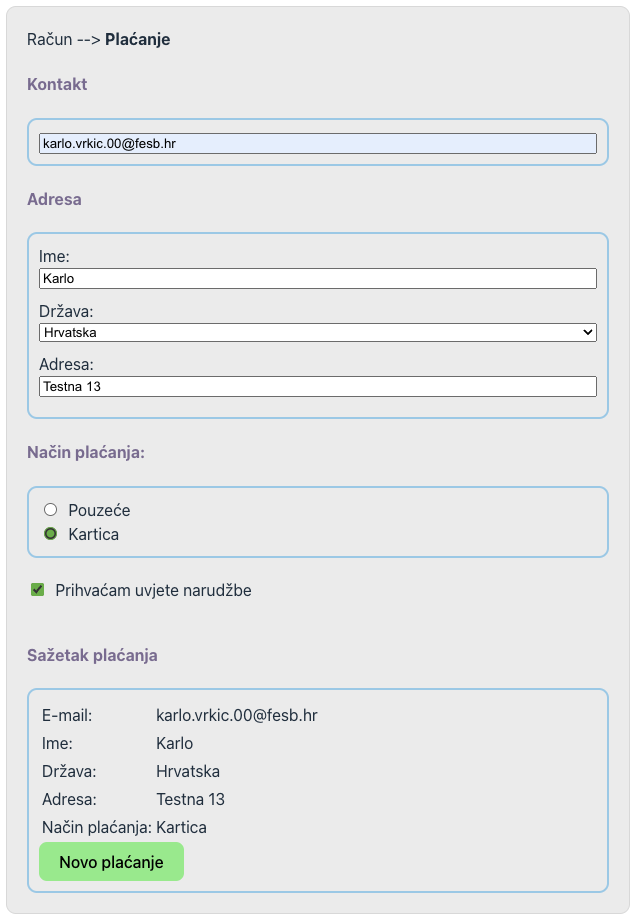 Račun --> Plaćanje
Kontakt
karlo.vrkic.00@fesb.hr
Adresa
Ime:
Karlo
Država:
Hrvatska
Adresa:
Testna 13
Način plaćanja:
Pouzeće
Kartica
Prihvaćam uvjete narudžbe
Sažetak plaćanja
E-mail: karlo.vrkic.00@fesb.hr
Ime: Karlo
Država: Hrvatska
Adresa: Testna 13
Način plaćanja: Kartica
Novo plaćanje